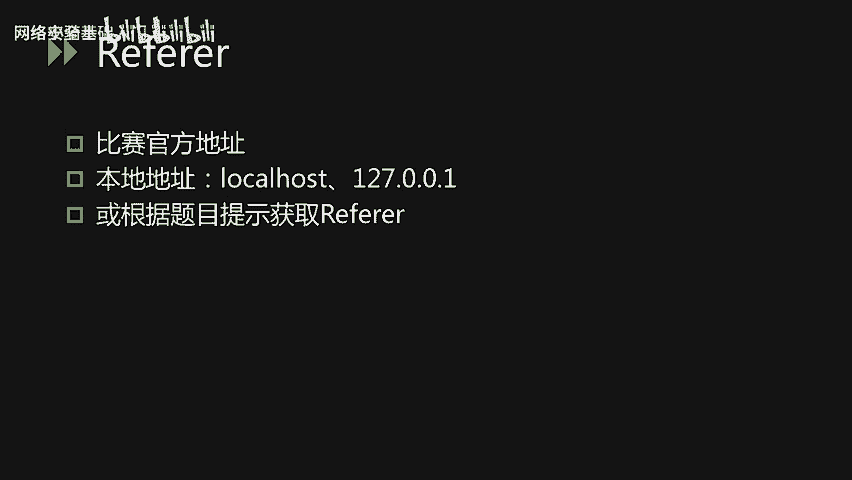 网络安全基础入门
bilibili
Referer
比赛官方地址
本地地址：localhost、127.0.0.1
或根据题目提示获取Referer